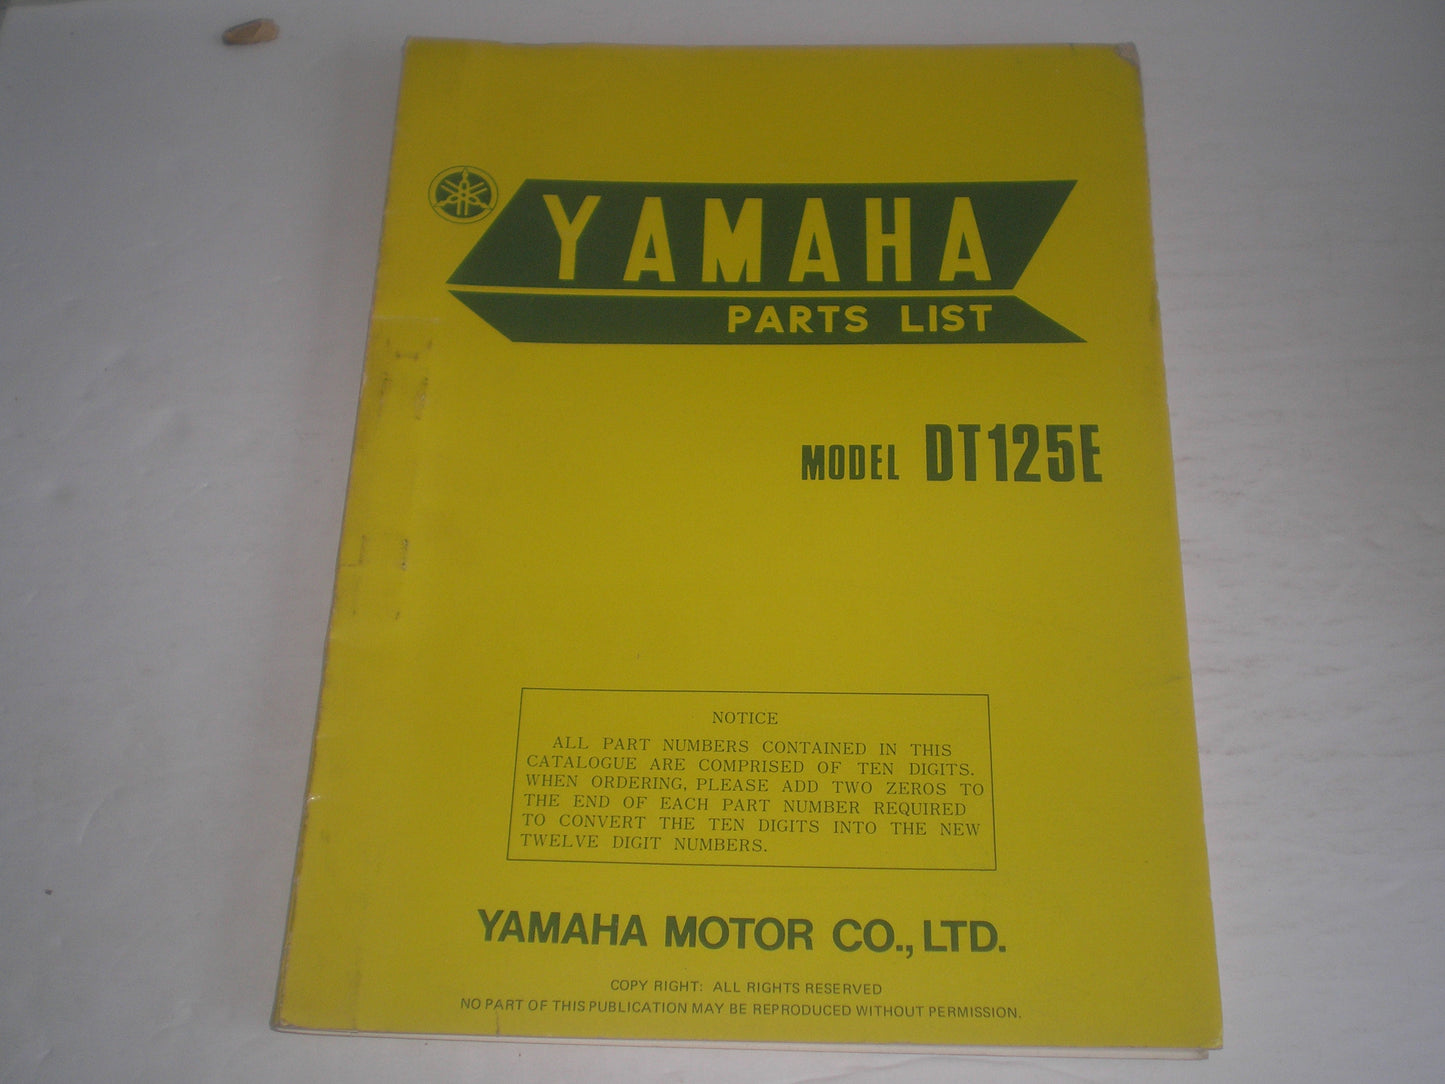 YAMAHA
PARTS LIST
MODEL DT125E
NOTICE
ALL PART NUMBERS CONTAINED IN THIS
CATALOGUE ARE COMPRISED OF TEN DIGITS.
WHEN ORDERING, PLEASE ADD TWO ZEROS TO
THE END OF EACH PART NUMBER REQUIRED
TO CONVERT THE TEN DIGITS INTO THE NEW
TWELVE DIGIT NUMBERS.
YAMAHA MOTOR CO., LTD.
COPY RIGHT: ALL RIGHTS RESERVED
NO PART OF THIS PUBLICATION MAY BE REPRODUCED WITHOUT PERMISSION.